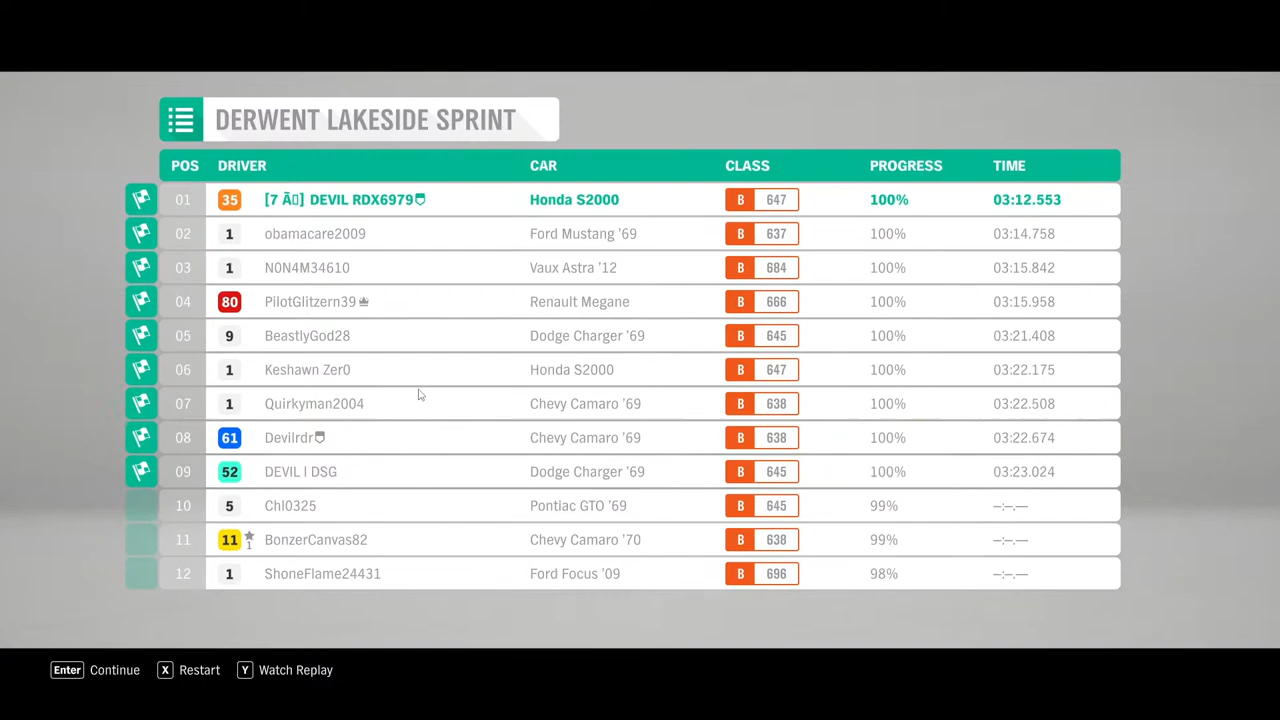 DERWENT LAKESIDE SPRINT
POS DRIVER CAR CLASS PROGRESS TIME
01 35 [7 Ā▯] DEVIL RDX6979 Honda S2000 B 647 100% 03:12.553
02 1 obamacare2009 Ford Mustang '69 B 637 100% 03:14.758
03 1 N0N4M34610 Vaux Astra '12 B 684 100% 03:15.842
04 80 PilotGlitzern39 Renault Megane B 666 100% 03:15.958
05 9 BeastlyGod28 Dodge Charger '69 B 645 100% 03:21.408
06 1 Keshawn Zer0 Honda S2000 B 647 100% 03:22.175
07 1 Quirkyman2004 Chevy Camaro '69 B 638 100% 03:22.508
08 61 Devilrdr Chevy Camaro '69 B 638 100% 03:22.674
09 52 DEVIL I DSG Dodge Charger '69 B 645 100% 03:23.024
10 5 Chl0325 Pontiac GTO '69 B 645 99% –:–.—
11 11 1 BonzerCanvas82 Chevy Camaro '70 B 638 99% –:–.—
12 1 ShoneFlame24431 Ford Focus '09 B 696 98% –:–.—
Enter Continue X Restart Y Watch Replay